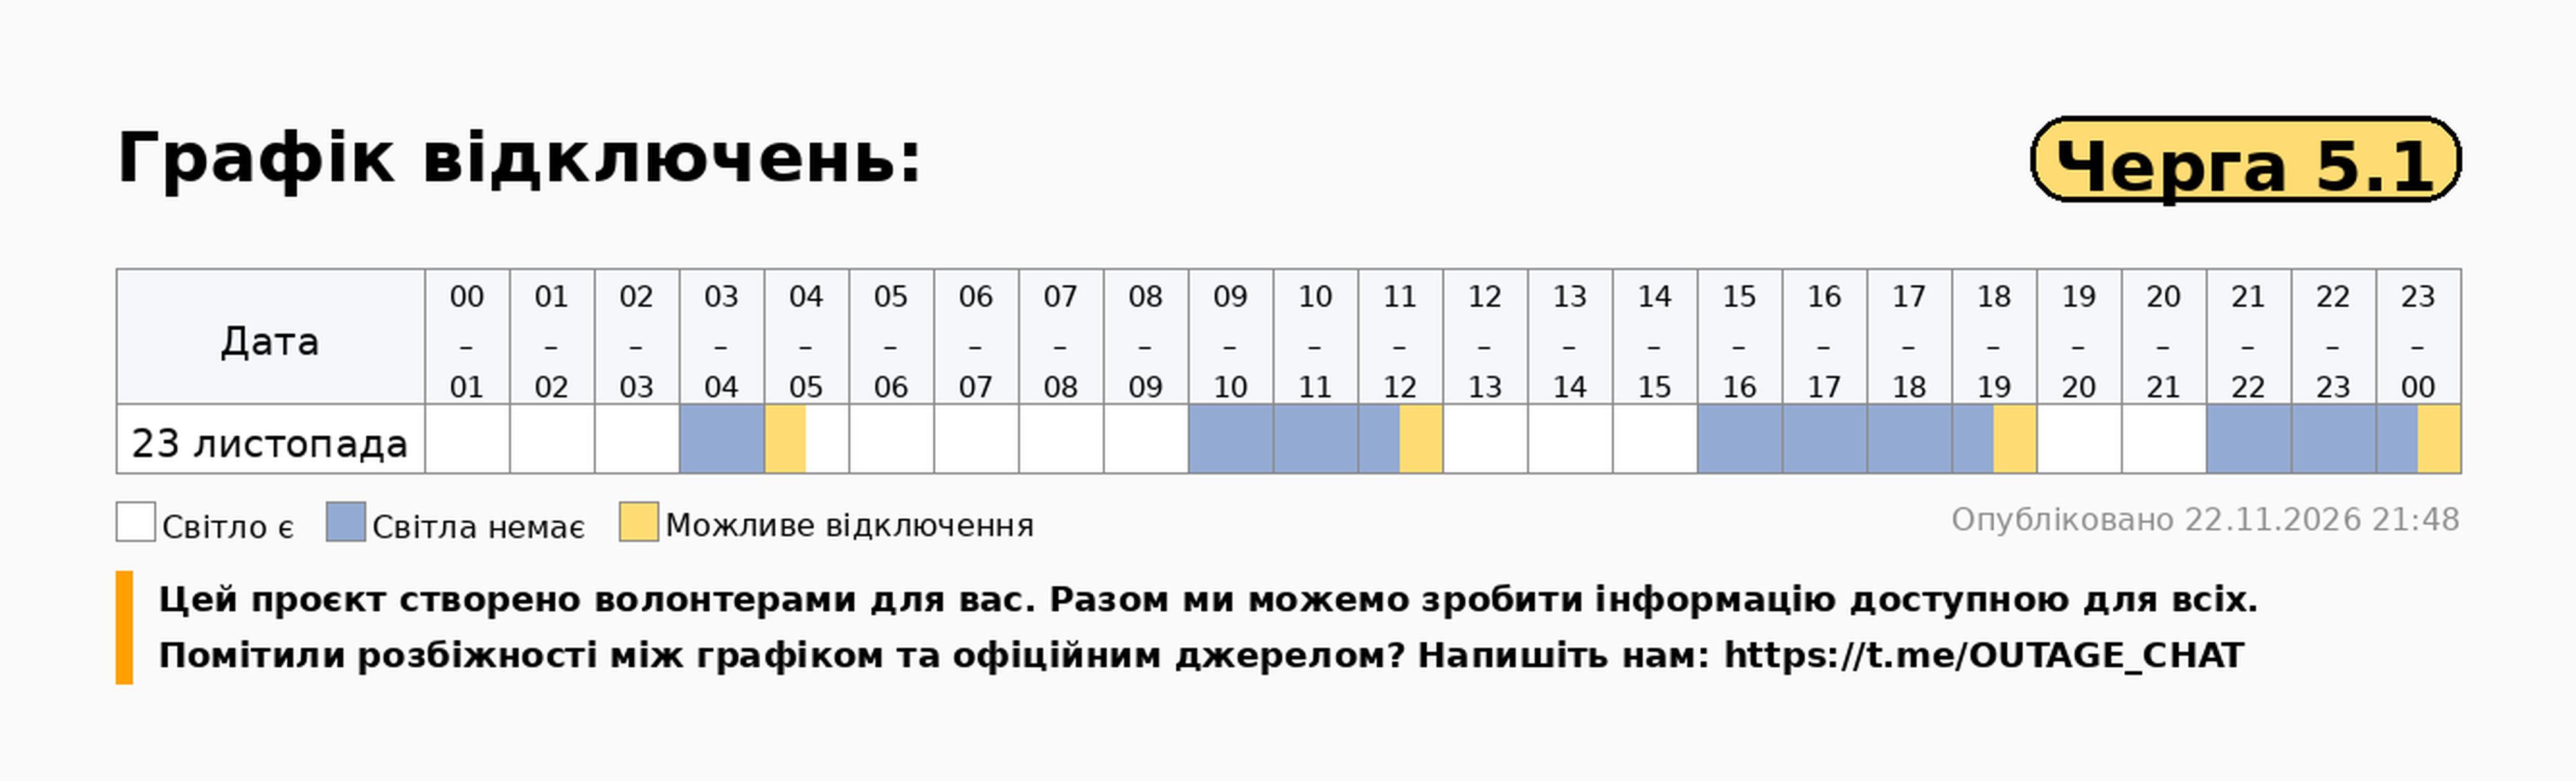 Графік відключень:
Черга 5.1
Дата
00 – 01
01 – 02
02 – 03
03 – 04
04 – 05
05 – 06
06 – 07
07 – 08
08 – 09
09 – 10
10 – 11
11 – 12
12 – 13
13 – 14
14 – 15
15 – 16
16 – 17
17 – 18
18 – 19
19 – 20
20 – 21
21 – 22
22 – 23
23 – 00
23 листопада
Світло є
Світла немає
Можливе відключення
Опубліковано 22.11.2026 21:48
Цей проєкт створено волонтерами для вас. Разом ми можемо зробити інформацію доступною для всіх.
Помітили розбіжності між графіком та офіційним джерелом? Напишіть нам: https://t.me/OUTAGE_CHAT